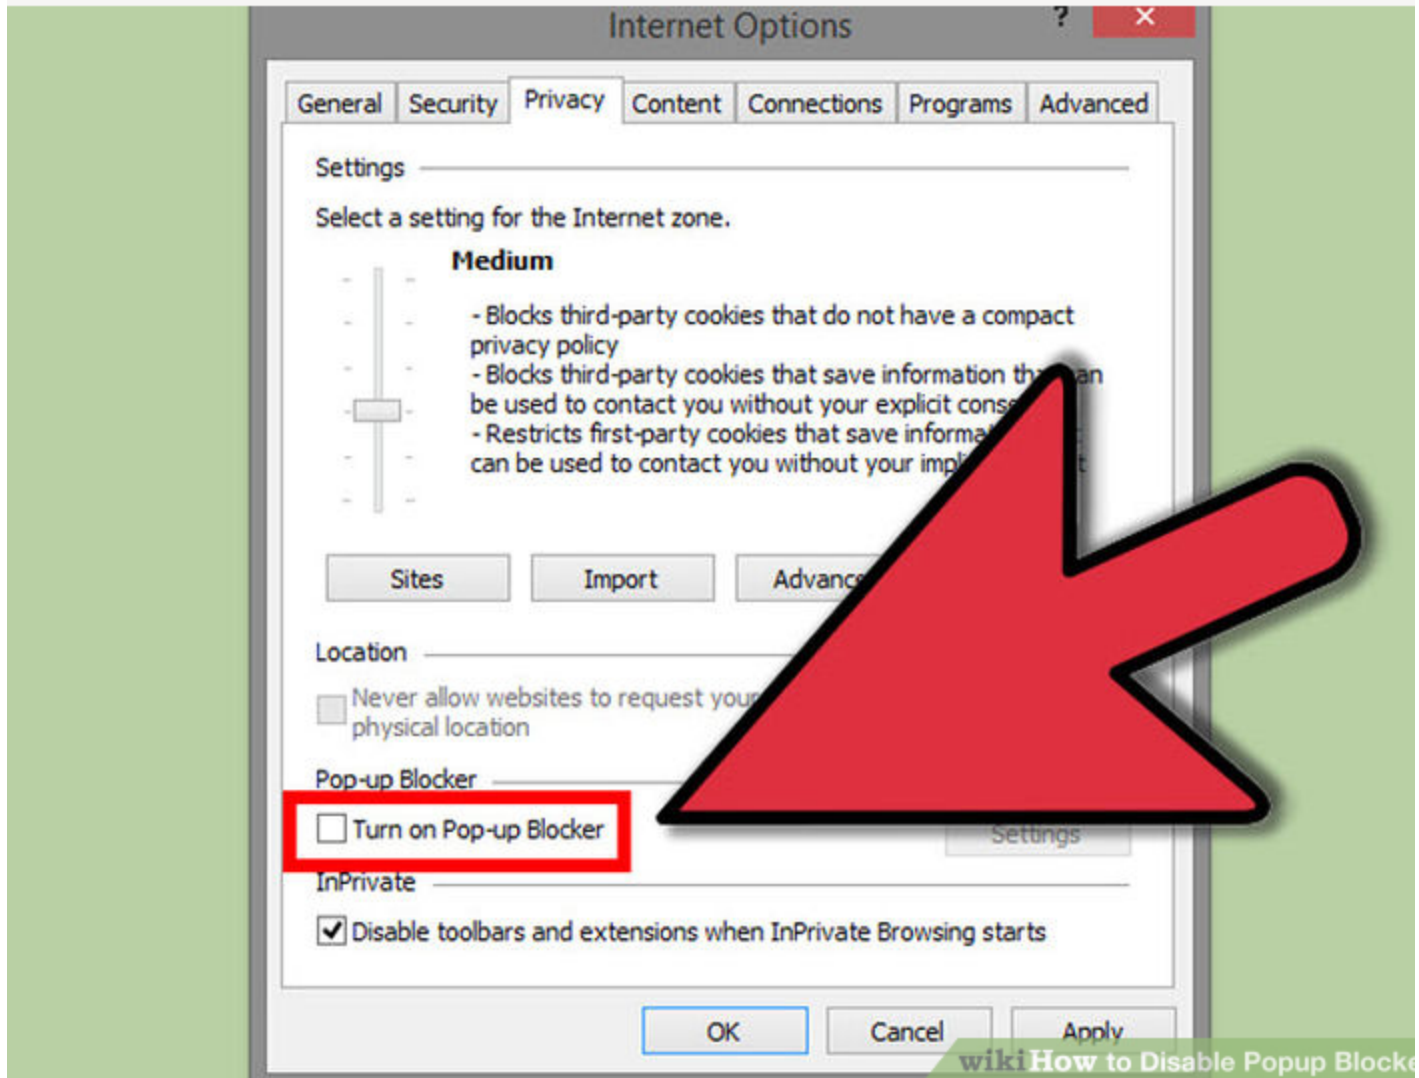 Internet Options
?
General Security Privacy Content Connections Programs Advanced
Settings
Select a setting for the Internet zone.
Medium
- Blocks third-party cookies that do not have a compact
privacy policy
- Blocks third-party cookies that save information that can
be used to contact you without your explicit
- Restricts first-party cookies that save
can be used to contact you without your
Sites Import
Location
Never allow websites to request your
physical location
Pop-up Blocker
Turn on Pop-up Blocker
Settings
InPrivate
Disable toolbars and extensions when InPrivate Browsing starts
OK Cancel Apply
wikiHow to Disable Popup